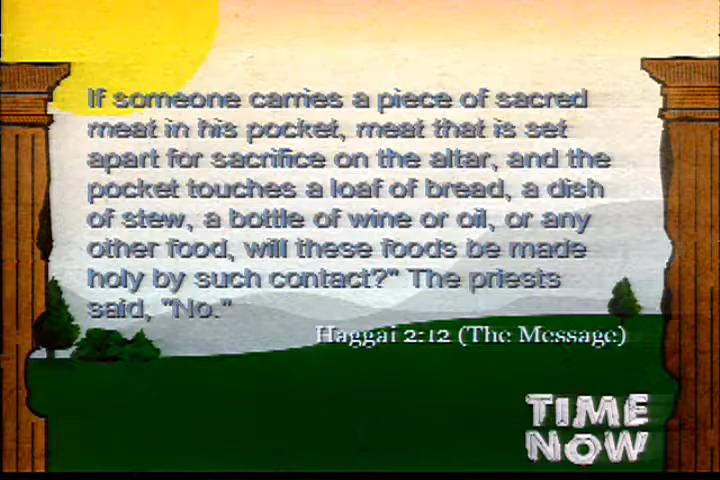 If someone carries a piece of sacred
meat in his pocket, meat that is set
apart for sacrifice on the altar, and the
pocket touches a loaf of bread, a dish
of stew, a bottle of wine or oil, or any
other food, will these foods be made
holy by such contact?" The priests
said, "No."
Haggai 2:12 (The Message)
TIME
NOW